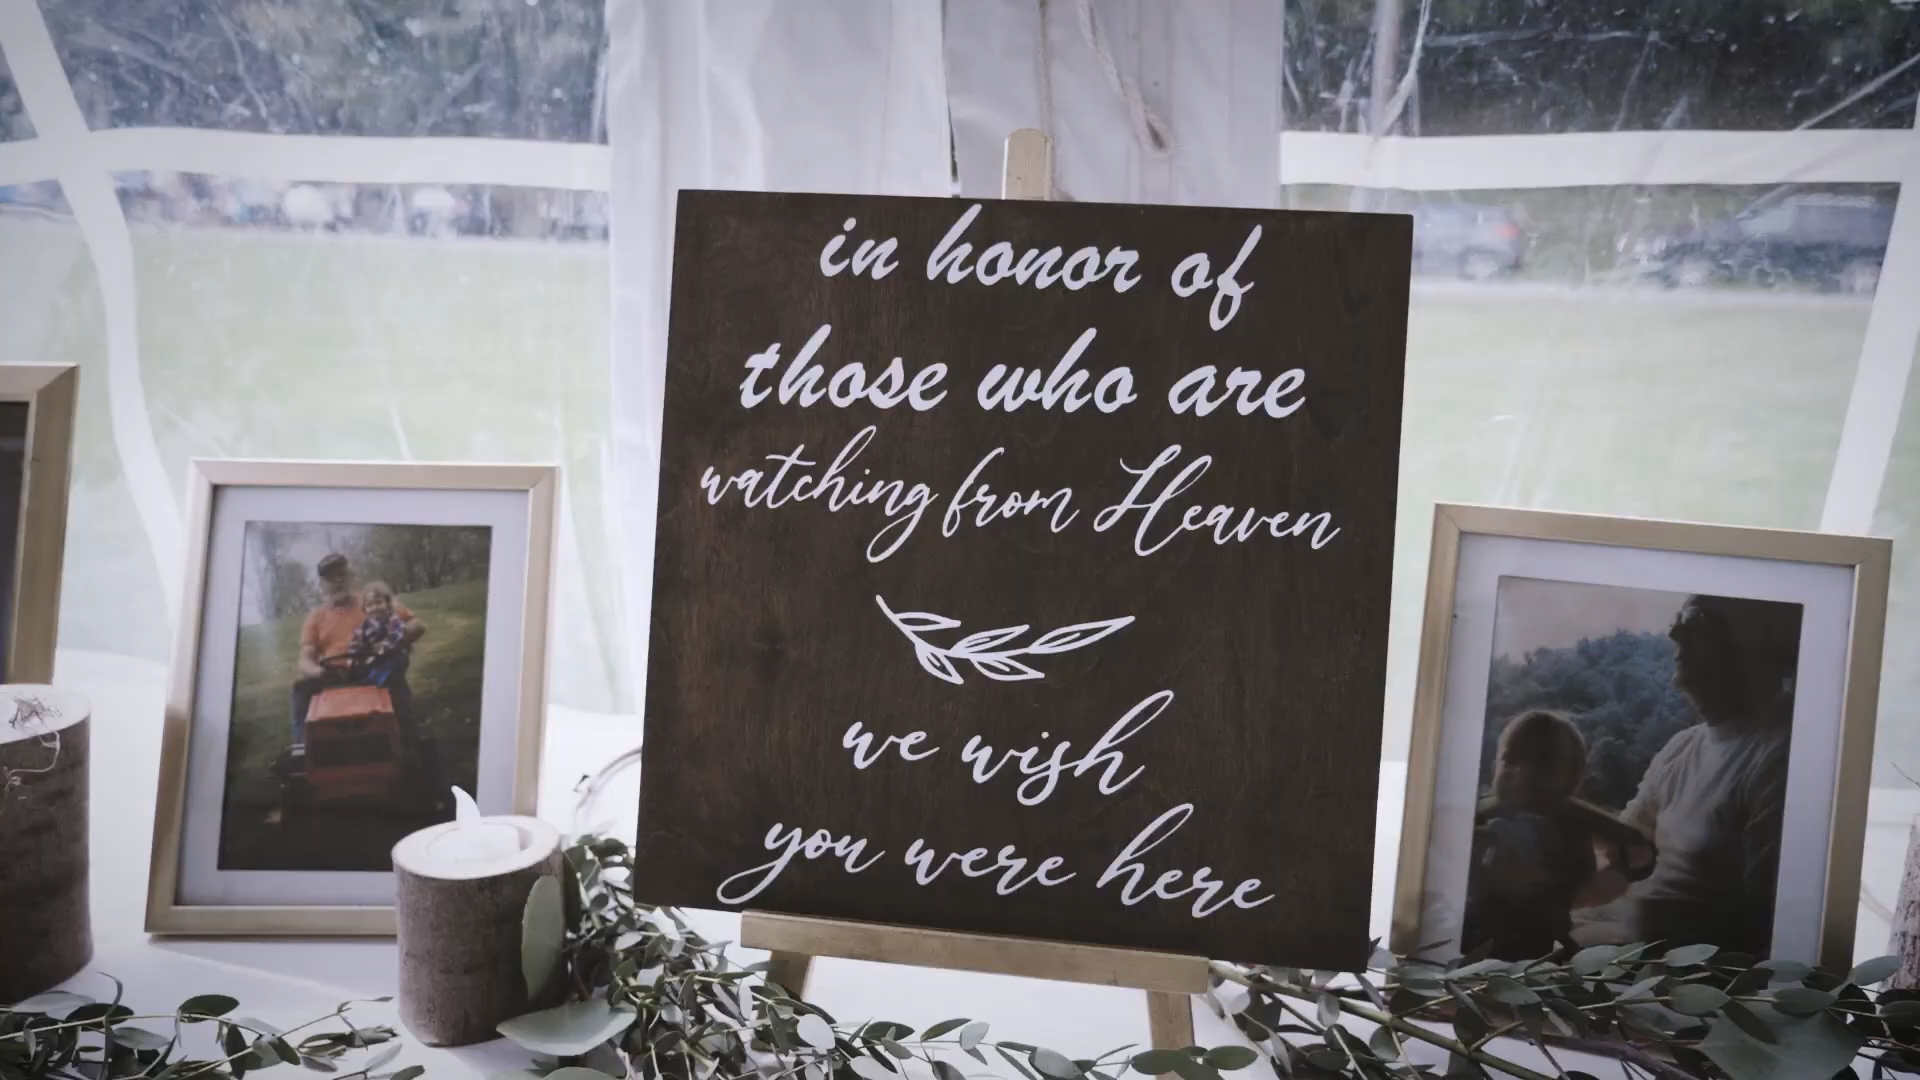 in honor of
those who are
watching from Heaven
we wish
you were here